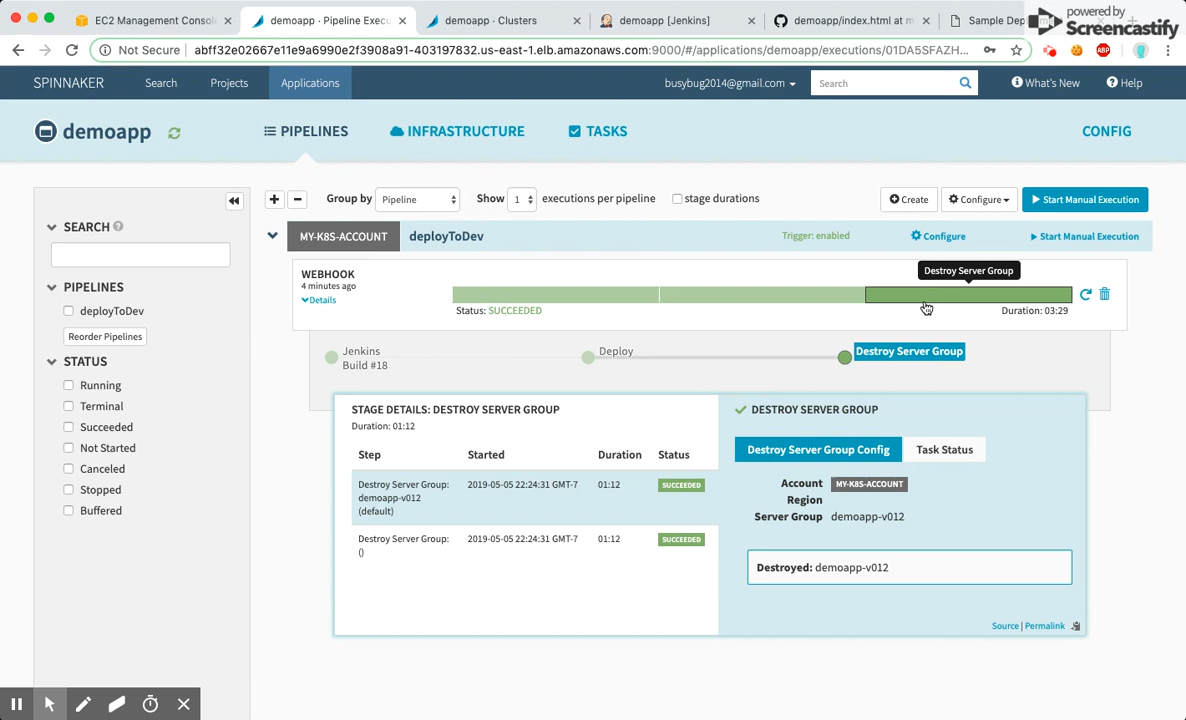 EC2 Management Consol
demoapp · Pipeline Execu
demoapp · Clusters
demoapp [Jenkins]
demoapp/index.html at m
Sample Dep
powered by
Screencastify
Not Secure
abff32e02667e11e9a6990e2f3908a91-403197832.us-east-1.elb.amazonaws.com:9000/#/applications/demoapp/executions/01DA5SFAZH...
SPINNAKER
Search
Projects
Applications
busybug2014@gmail.com
Search
What's New
Help
demoapp
PIPELINES
INFRASTRUCTURE
TASKS
CONFIG
SEARCH
PIPELINES
deployToDev
Reorder Pipelines
STATUS
Running
Terminal
Succeeded
Not Started
Canceled
Stopped
Buffered
Group by
Pipeline
Show
1
executions per pipeline
stage durations
Create
Configure
Start Manual Execution
MY-K8S-ACCOUNT
deployToDev
Trigger: enabled
Configure
Start Manual Execution
WEBHOOK
4 minutes ago
Details
Destroy Server Group
Status: SUCCEEDED
Duration: 03:29
Jenkins
Build #18
Deploy
Destroy Server Group
STAGE DETAILS: DESTROY SERVER GROUP
Duration: 01:12
Step Started Duration Status
Destroy Server Group: 2019-05-05 22:24:31 GMT-7 01:12 SUCCEEDED
demoapp-v012
(default)
Destroy Server Group: 2019-05-05 22:24:31 GMT-7 01:12 SUCCEEDED
()
DESTROY SERVER GROUP
Destroy Server Group Config
Task Status
Account MY-K8S-ACCOUNT
Region
Server Group demoapp-v012
Destroyed: demoapp-v012
Source | Permalink